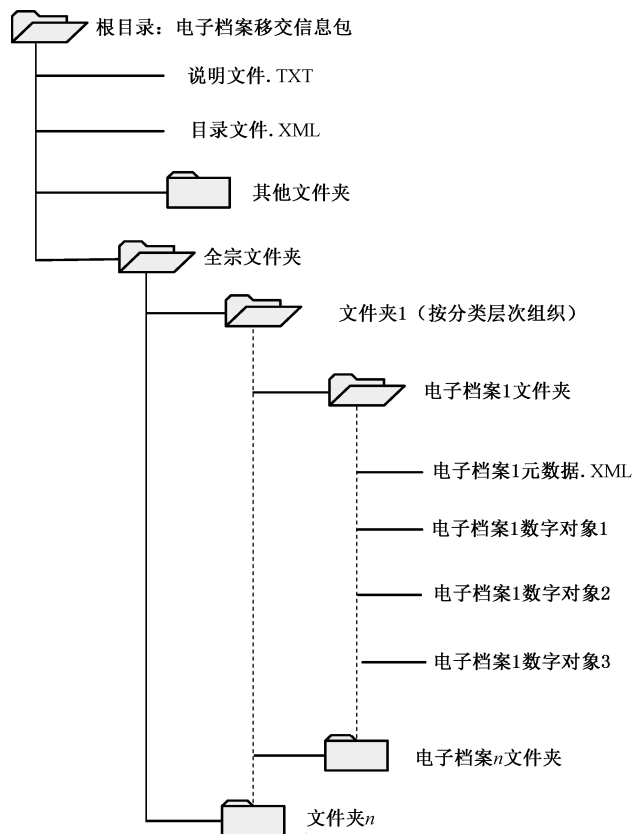 根目录：电子档案移交信息包
说明文件.TXT
目录文件.XML
其他文件夹
全宗文件夹
文件夹1（按分类层次组织）
电子档案1文件夹
电子档案1元数据.XML
电子档案1数字对象1
电子档案1数字对象2
电子档案1数字对象3
电子档案n文件夹
文件夹n